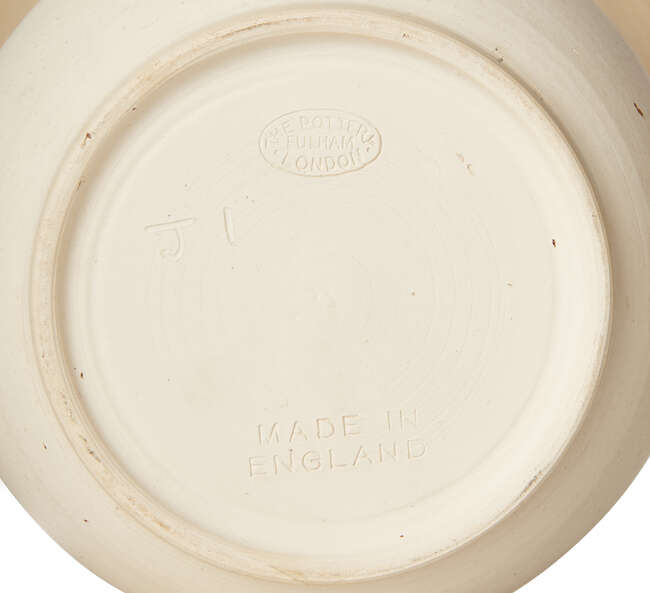 THE POTTERY
FULHAM
LONDON
J I
MADE IN
ENGLAND